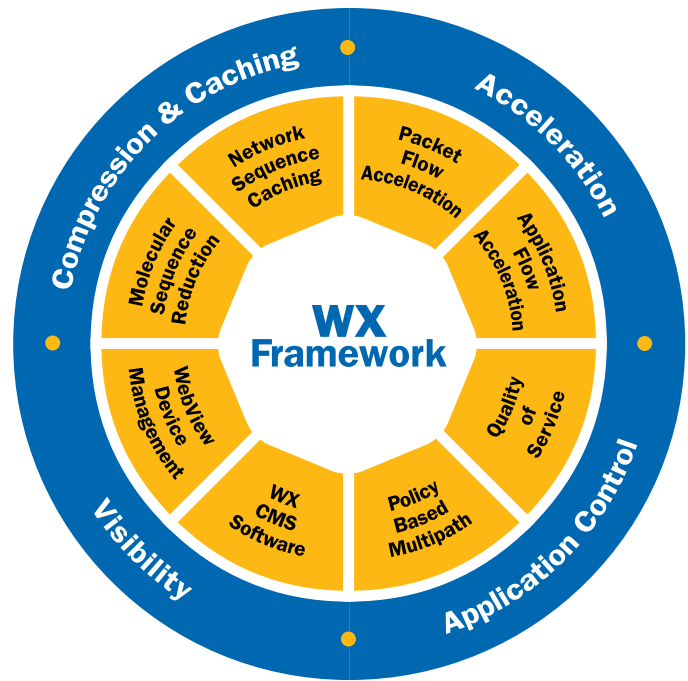 Compression & Caching
Acceleration
Network
Sequence
Caching
Packet
Flow
Acceleration
Molecular
Sequence
Reduction
Application
Flow
Acceleration
WX
Framework
WebView
Device
Management
Quality
of
Service
WX
CMS
Software
Policy
Based
Multipath
Visibility
Application Control